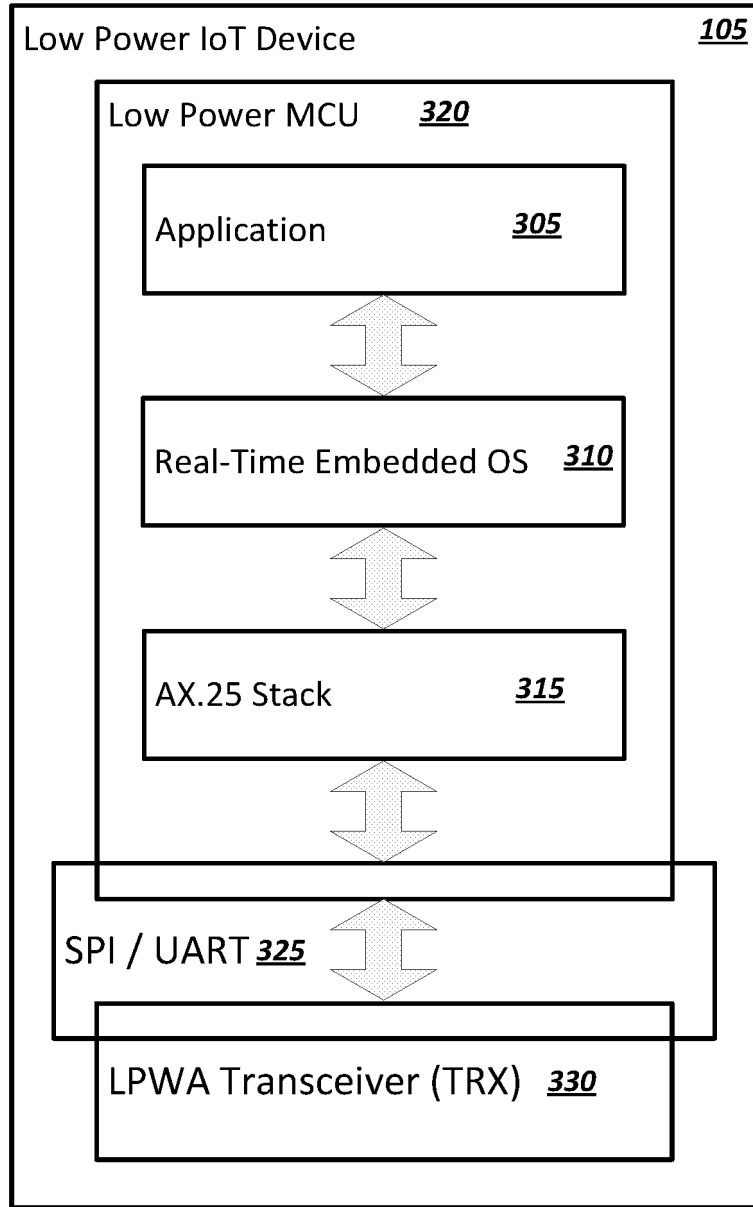 Low Power IoT Device 105
Low Power MCU 320
Application 305
Real-Time Embedded OS 310
AX.25 Stack 315
SPI / UART 325
LPWA Transceiver (TRX) 330